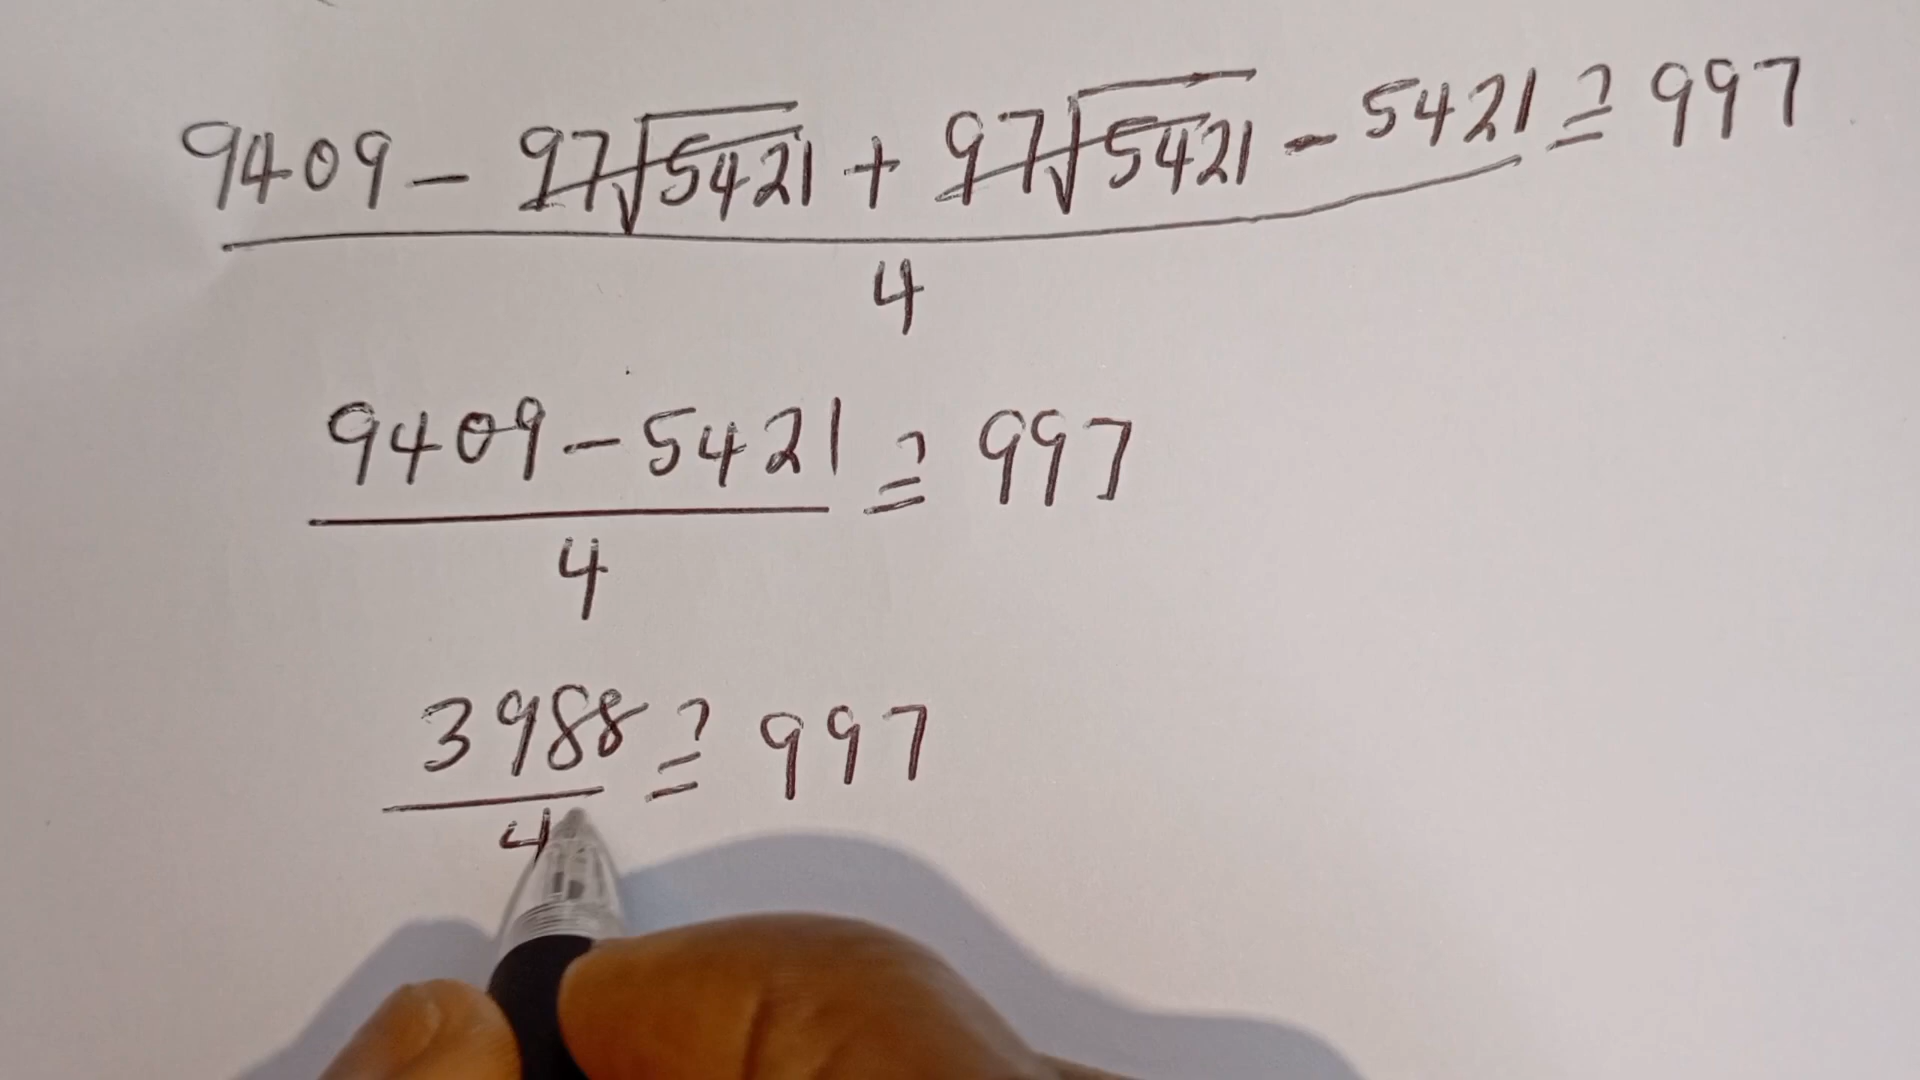 9409 - 97√5421 + 97√5421 - 5421 ≟ 997
4
9409 - 5421 ≟ 997
4
3988 ≟ 997
4